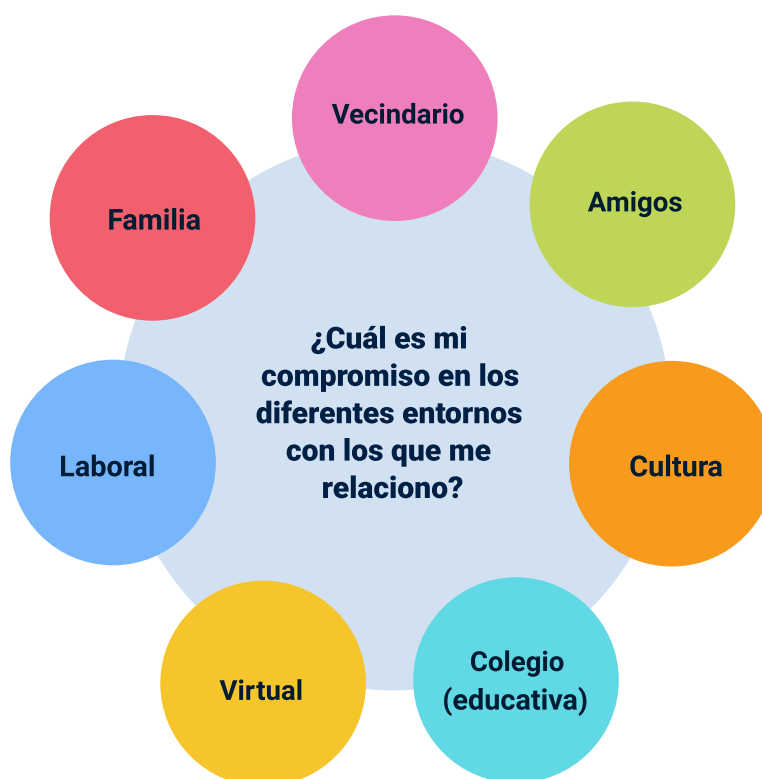 Vecindario
Amigos
Familia
¿Cuál es mi
compromiso en los
diferentes entornos
con los que me
relaciono?
Laboral
Cultura
Colegio
(educativa)
Virtual